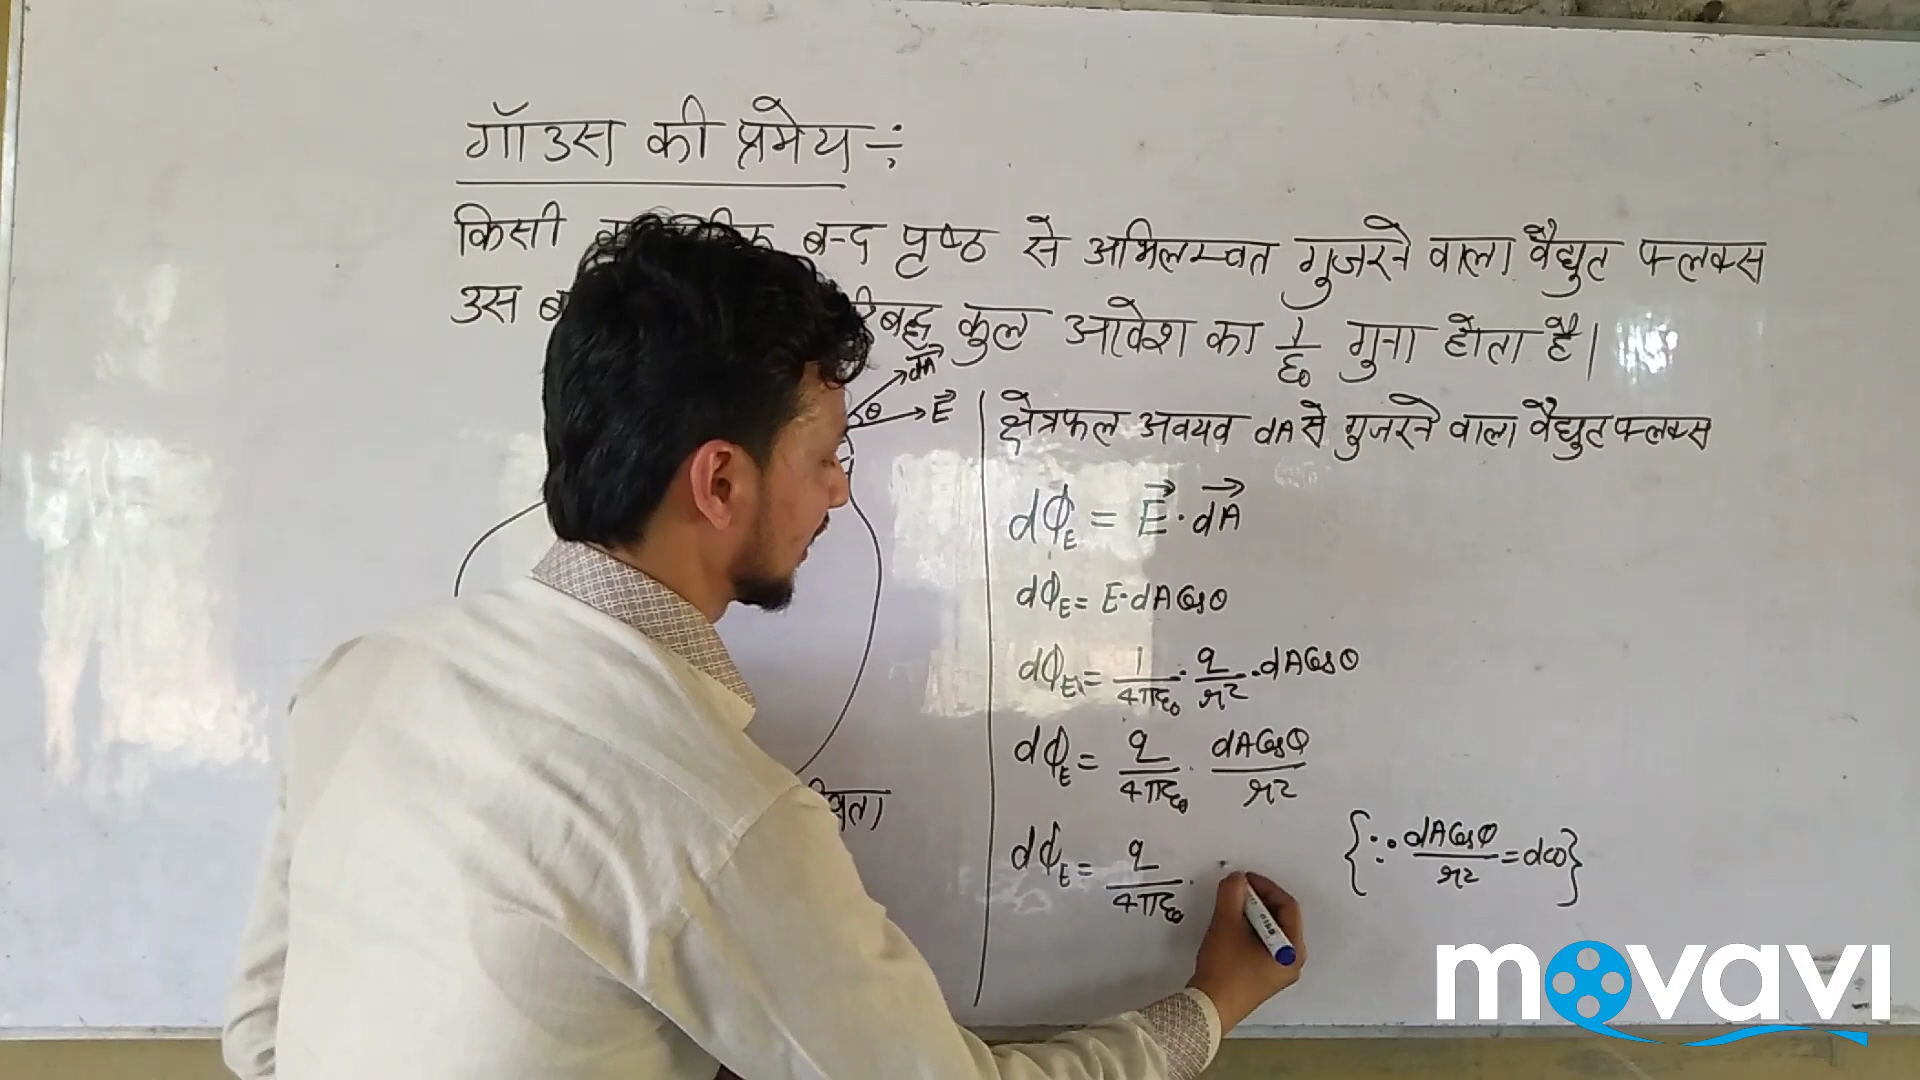 गॉउस की प्रमेय ÷
किसी बन्द पृष्ठ से अभिलम्वत गुजरने वाला वैद्युत फ्लक्स
उस कुल आवेश का 1/ε₀ गुना होता है।
dA
θ E
क्षेत्रफल अवयव dA से गुजरने वाला वैद्युत फ्लक्स
dϕ_E = E⃗ · dA⃗
dϕ_E = E·dA Cosθ
dϕ_E = 1/4πε₀ · q/r² · dA Cosθ
dϕ_E = q/4πε₀ · dA Cosθ/r²
dϕ_E = q/4πε₀ · {∵ dA Cosθ/r² = dω}
movavi